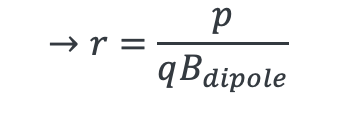 → r = p / qB_dipole